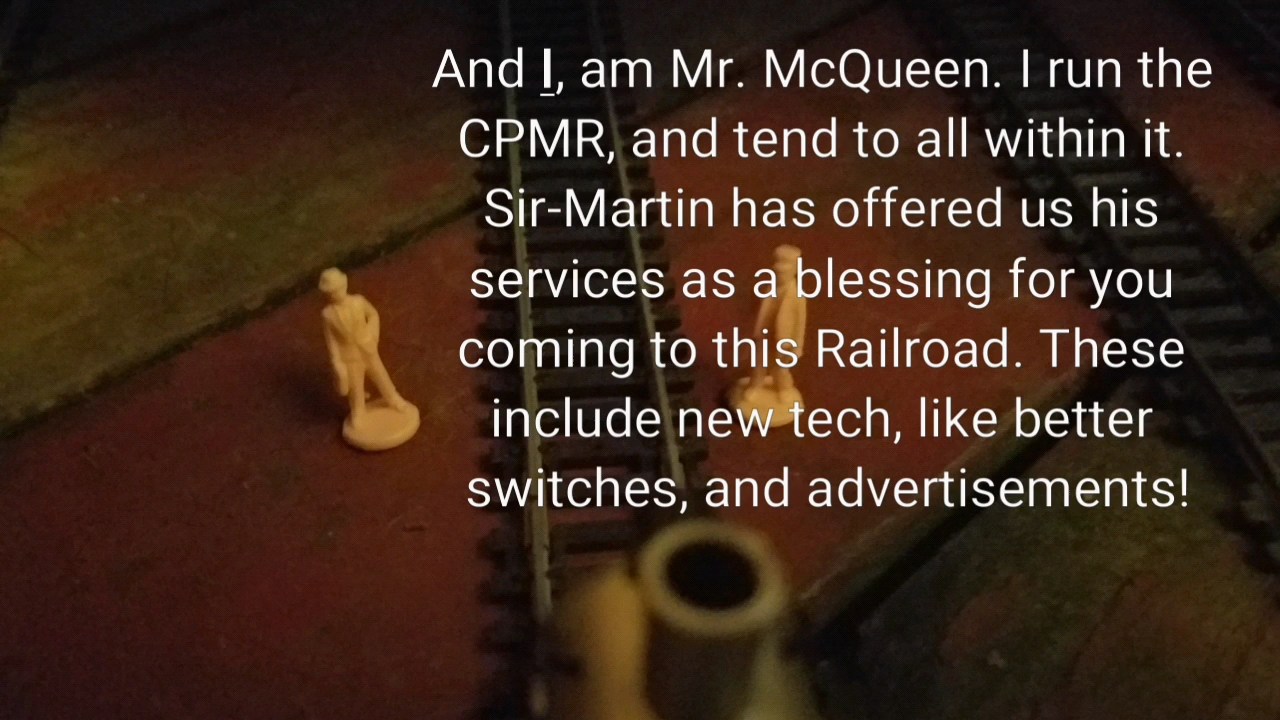 And I, am Mr. McQueen. I run the
CPMR, and tend to all within it.
Sir-Martin has offered us his
services as a blessing for you
coming to this Railroad. These
include new tech, like better
switches, and advertisements!